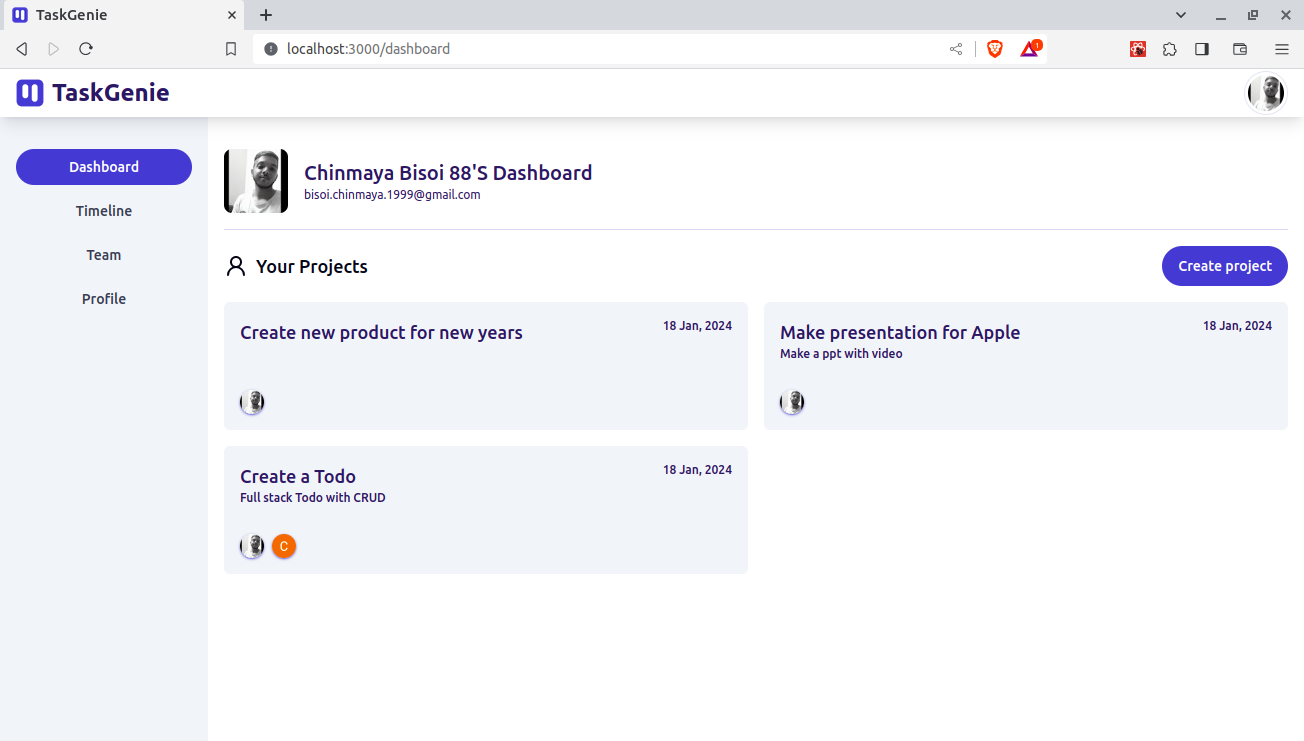 TaskGenie
localhost:3000/dashboard
1
TaskGenie
Dashboard
Timeline
Team
Profile
Chinmaya Bisoi 88'S Dashboard
bisoi.chinmaya.1999@gmail.com
Your Projects
Create project
Create new product for new years
18 Jan, 2024
Make presentation for Apple
18 Jan, 2024
Make a ppt with video
Create a Todo
18 Jan, 2024
Full stack Todo with CRUD
C